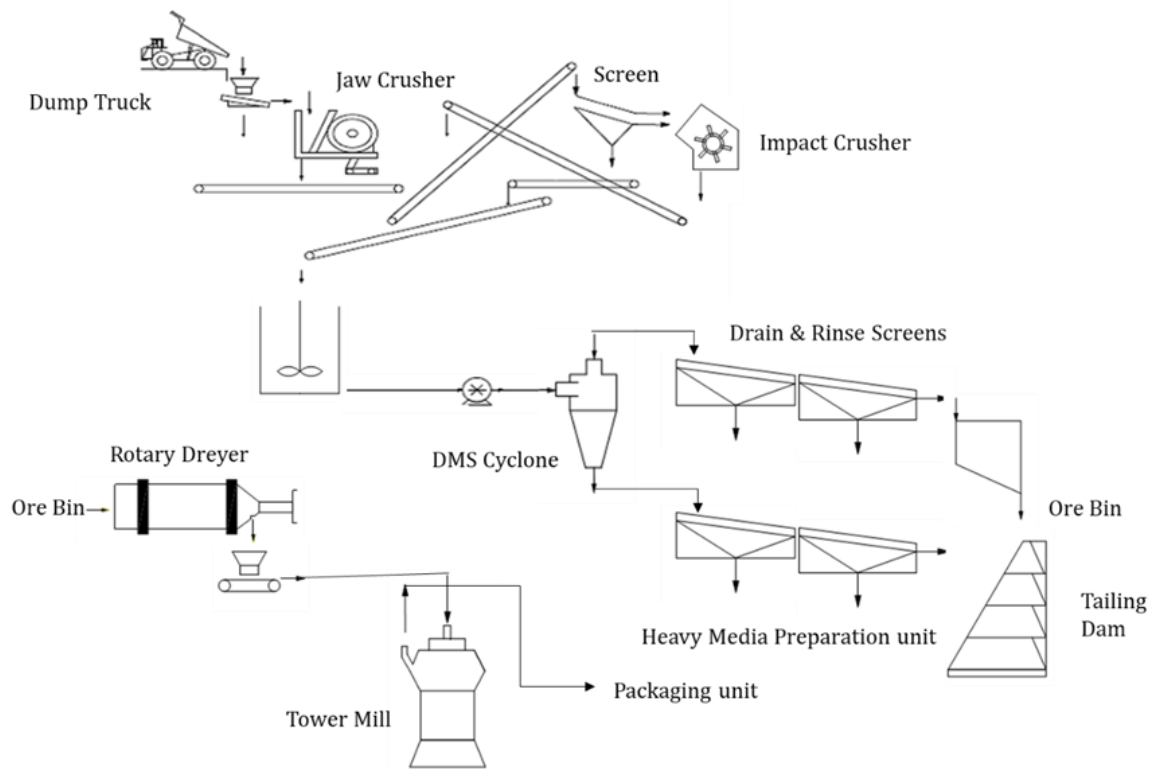 Dump Truck
Jaw Crusher
Screen
Impact Crusher
Drain & Rinse Screens
DMS Cyclone
Rotary Dreyer
Ore Bin
Ore Bin
Heavy Media Preparation unit
Tailing
Dam
Packaging unit
Tower Mill